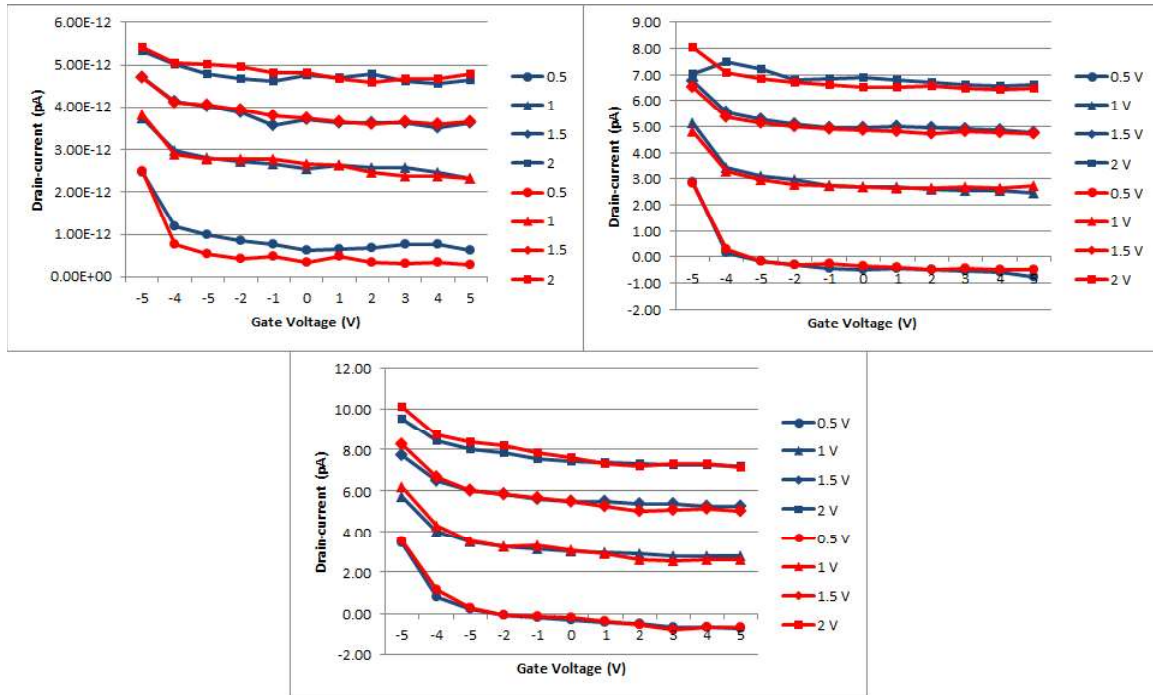 6.00E-12
5.00E-12
4.00E-12
3.00E-12
2.00E-12
1.00E-12
0.00E+00
Drain-current (pA)
-5 -4 -5 -2 -1 0 1 2 3 4 5
Gate Voltage (V)
0.5
1
1.5
2
0.5
1
1.5
2
9.00
8.00
7.00
6.00
5.00
4.00
3.00
2.00
1.00
0.00
-1.00
-2.00
Drain-current (pA)
-5 -4 -5 -2 -1 0 1 2 3 4 5
Gate Voltage (V)
0.5 V
1 V
1.5 V
2 V
0.5 V
1 V
1.5 V
2 V
12.00
10.00
8.00
6.00
4.00
2.00
0.00
-2.00
Drain-current (pA)
-5 -4 -5 -2 -1 0 1 2 3 4 5
Gate Voltage (V)
0.5 V
1 V
1.5 V
2 V
0.5 V
1 V
1.5 V
2 V